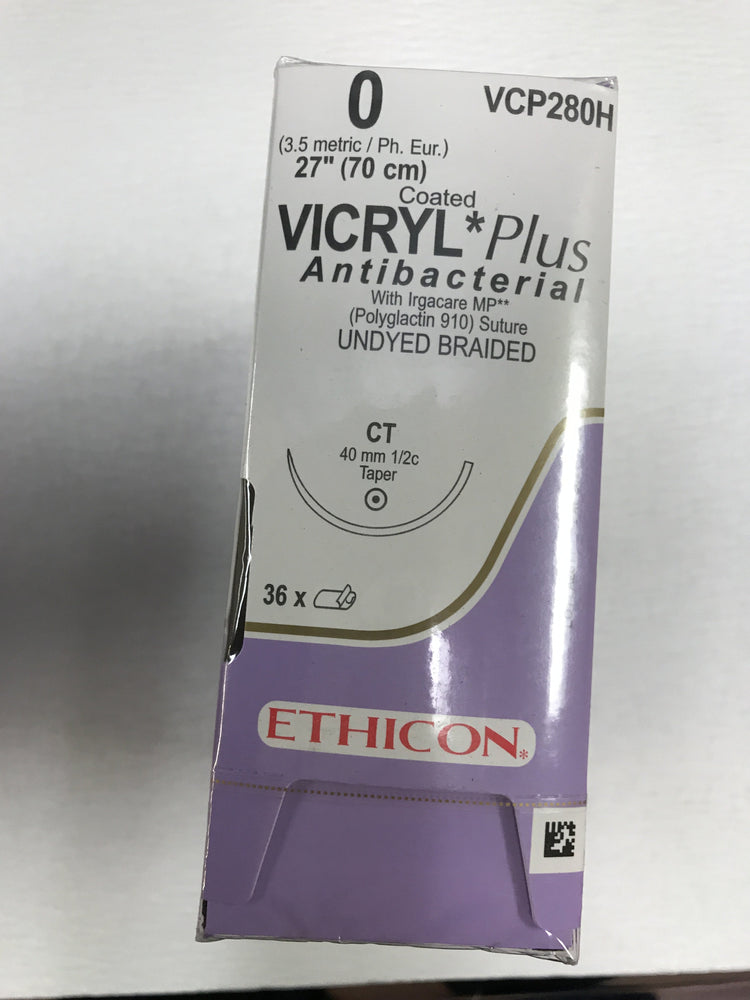 0
VCP280H
(3.5 metric / Ph. Eur.)
27" (70 cm)
Coated
VICRYL*Plus
Antibacterial
With Irgacare MP**
(Polyglactin 910) Suture
UNDYED BRAIDED
CT
40 mm 1/2c
Taper
36 x
ETHICON*